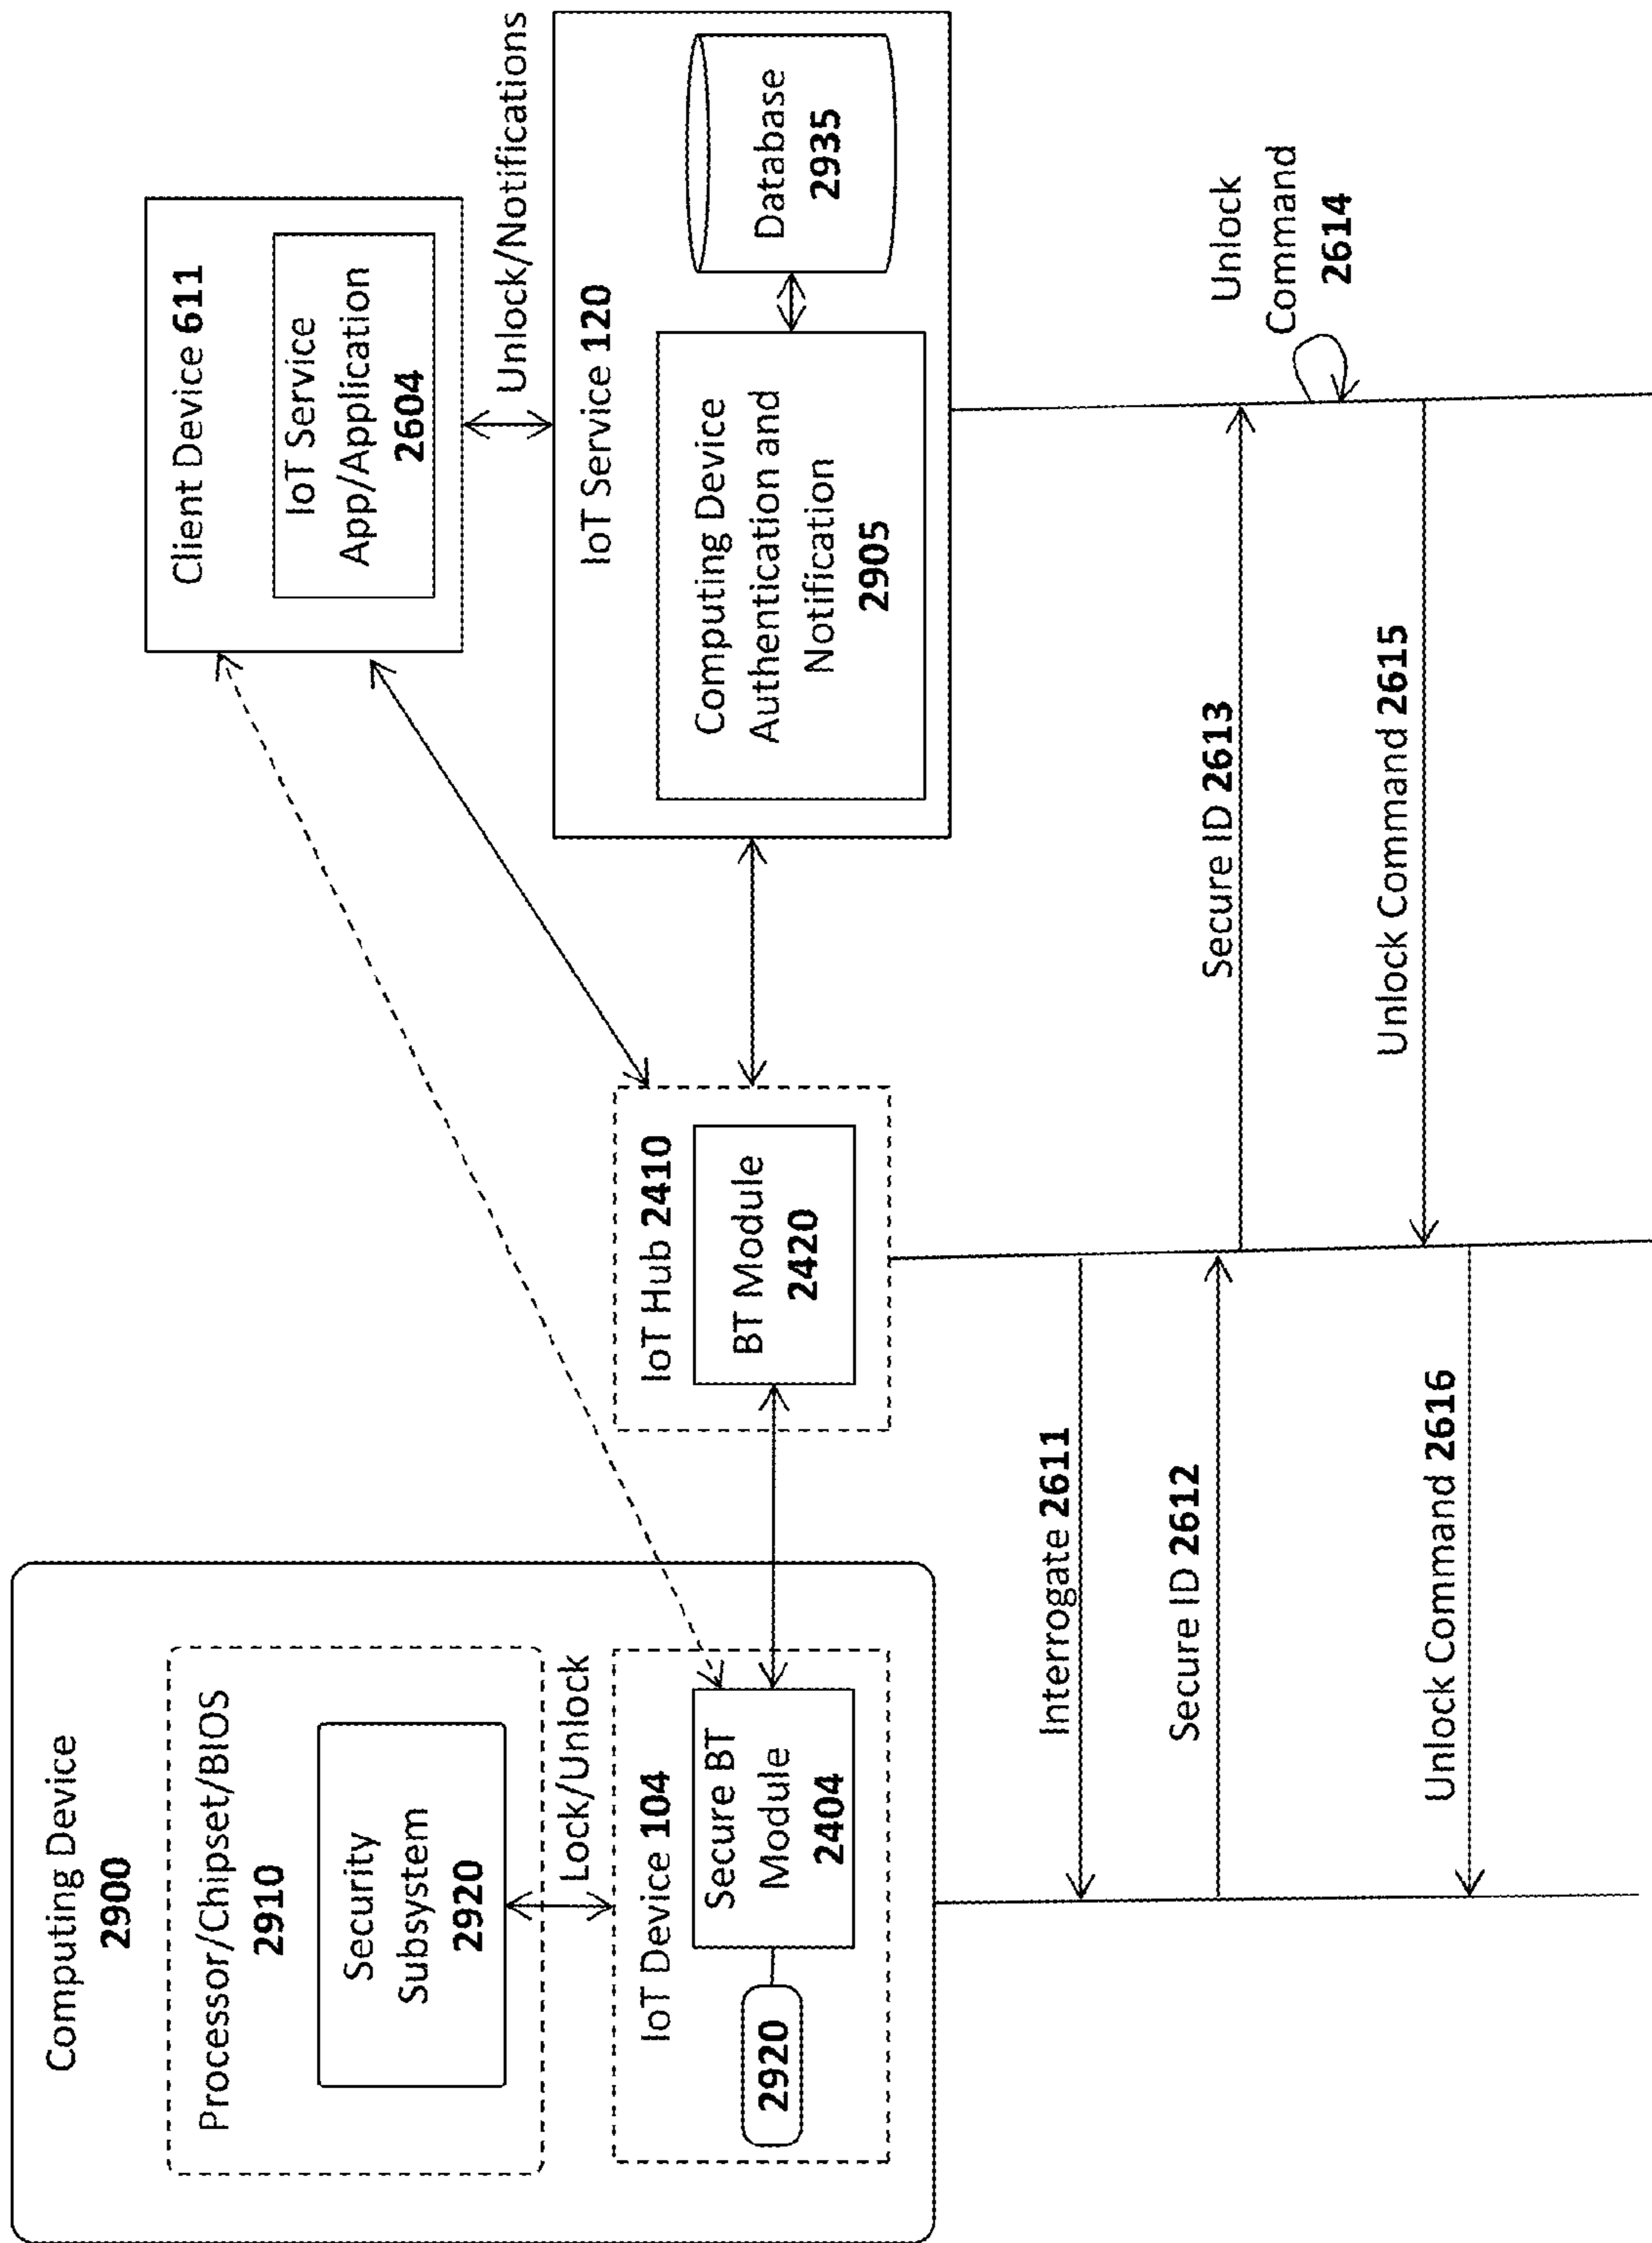 Computing Device
2900
Processor/Chipset/BIOS
2910
Security
Subsystem
2920
Lock/Unlock
IoT Device 104
Secure BT
Module
2404
2920
IoT Hub 2410
BT Module
2420
Client Device 611
IoT Service
App/Application
2604
Unlock/Notifications
IoT Service 120
Computing Device
Authentication and
Notification
2905
Database
2935
Interrogate 2611
Secure ID 2612
Secure ID 2613
Unlock
Command
2614
Unlock Command 2615
Unlock Command 2616